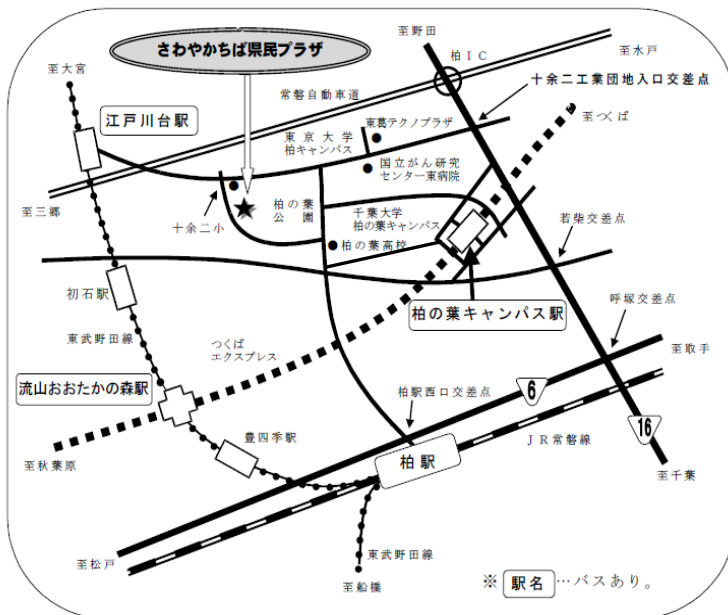 至野田
さわやかちば県民プラザ
柏IC
至水戸
至大宮
常磐自動車道
十余二工業団地入口交差点
江戸川台駅
東葛テクノプラザ
至つくば
東京大学
柏キャンパス
国立がん研究
センター東病院
至三郷
十余二小
柏の葉
公園
千葉大学
柏の葉キャンパス
若柴交差点
柏の葉高校
初石駅
柏の葉キャンパス駅
呼塚交差点
東武野田線
つくば
エクスプレス
至取手
流山おおたかの森駅
柏駅西口交差点
6
16
豊四季駅
JR常磐線
至秋葉原
柏駅
至千葉
至松戸
東武野田線
至船橋
※ 駅名 …バスあり。